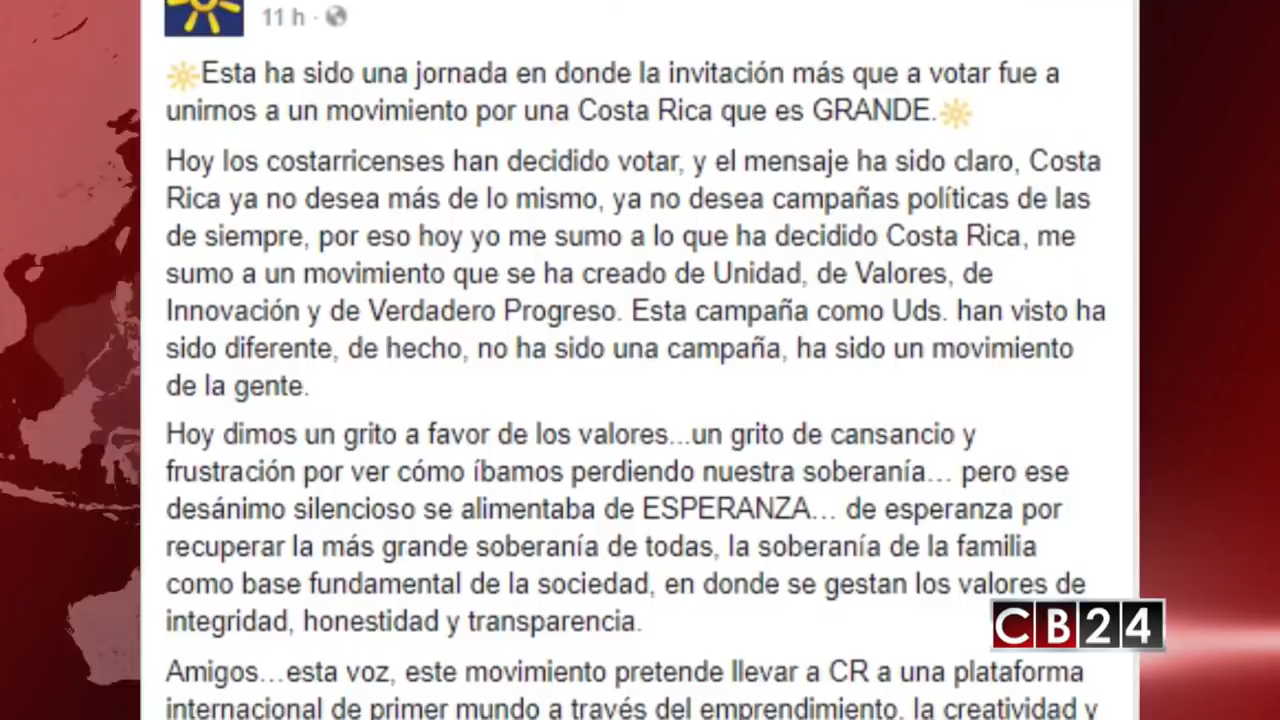 11 h ·
Esta ha sido una jornada en donde la invitación más que a votar fue a
unirnos a un movimiento por una Costa Rica que es GRANDE.
Hoy los costarricenses han decidido votar, y el mensaje ha sido claro, Costa
Rica ya no desea más de lo mismo, ya no desea campañas políticas de las
de siempre, por eso hoy yo me sumo a lo que ha decidido Costa Rica, me
sumo a un movimiento que se ha creado de Unidad, de Valores, de
Innovación y de Verdadero Progreso. Esta campaña como Uds. han visto ha
sido diferente, de hecho, no ha sido una campaña, ha sido un movimiento
de la gente.
Hoy dimos un grito a favor de los valores...un grito de cansancio y
frustración por ver cómo íbamos perdiendo nuestra soberanía... pero ese
desánimo silencioso se alimentaba de ESPERANZA... de esperanza por
recuperar la más grande soberanía de todas, la soberanía de la familia
como base fundamental de la sociedad, en donde se gestan los valores de
integridad, honestidad y transparencia.
CB24
Amigos...esta voz, este movimiento pretende llevar a CR a una plataforma
internacional de primer mundo a través del emprendimiento, la creatividad y